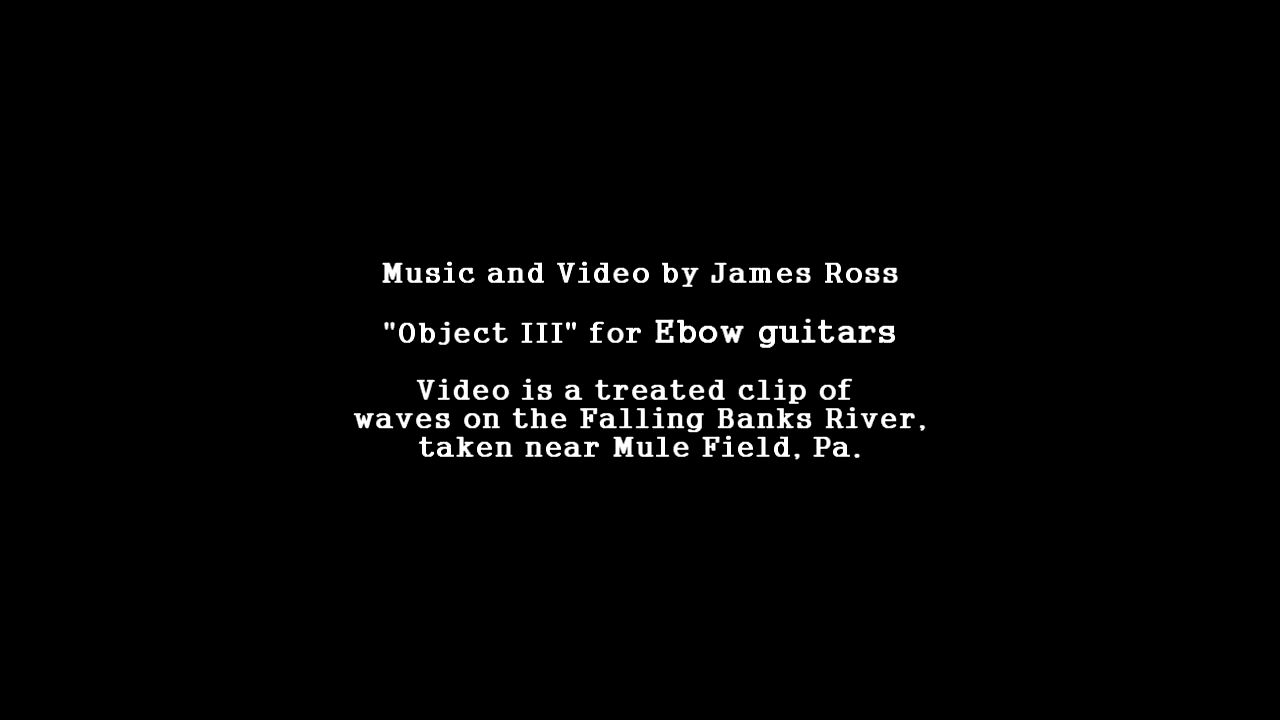 Music and Video by James Ross
"Object III" for Ebow guitars
Video is a treated clip of
waves on the Falling Banks River,
taken near Mule Field, Pa.